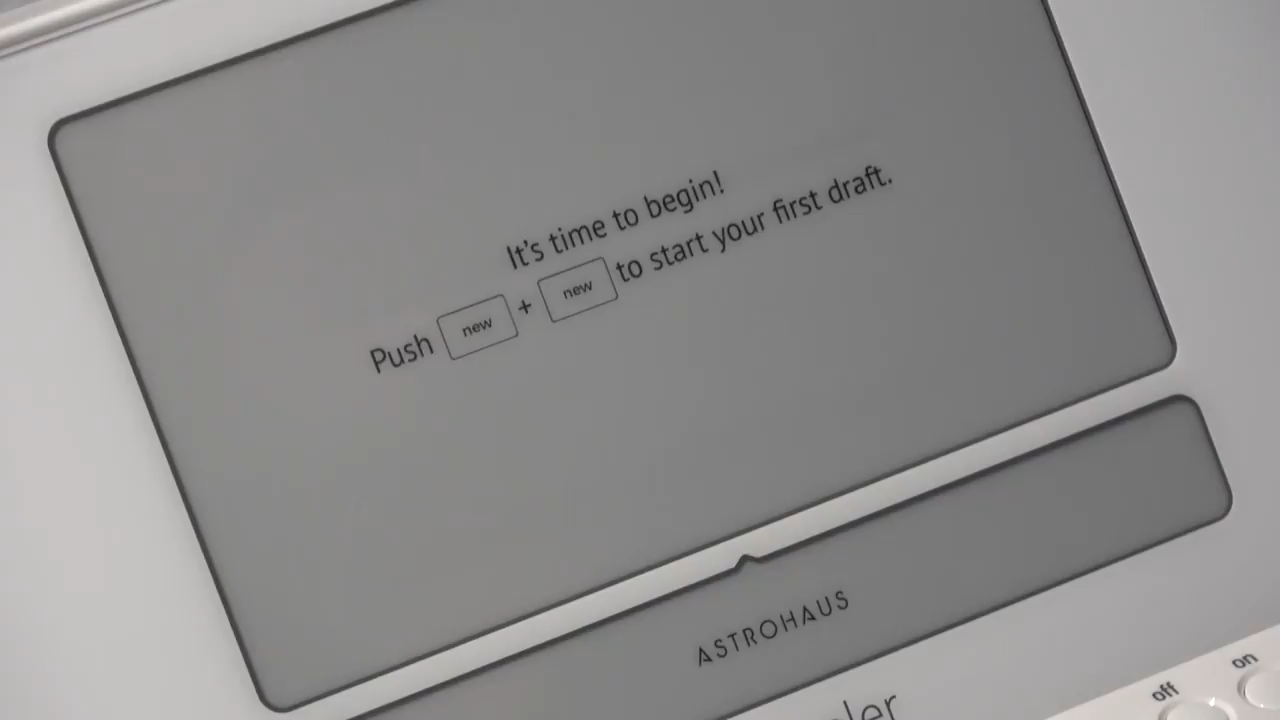 It's time to begin!
Push new + new to start your first draft.
ASTROHAUS
off
on